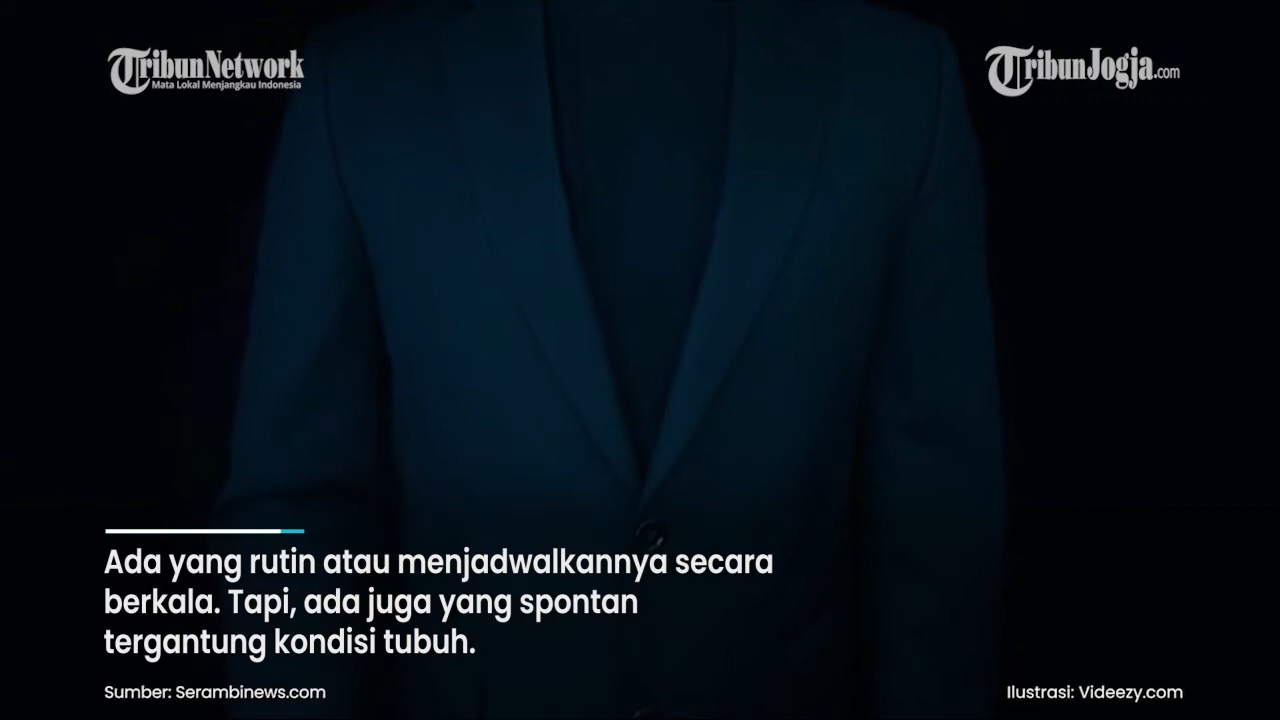 TribunNetwork
Mata Lokal Menjangkau Indonesia
TribunJogja.com
Ada yang rutin atau menjadwalkannya secara
berkala. Tapi, ada juga yang spontan
tergantung kondisi tubuh.
Sumber: Serambinews.com
Ilustrasi: Videezy.com